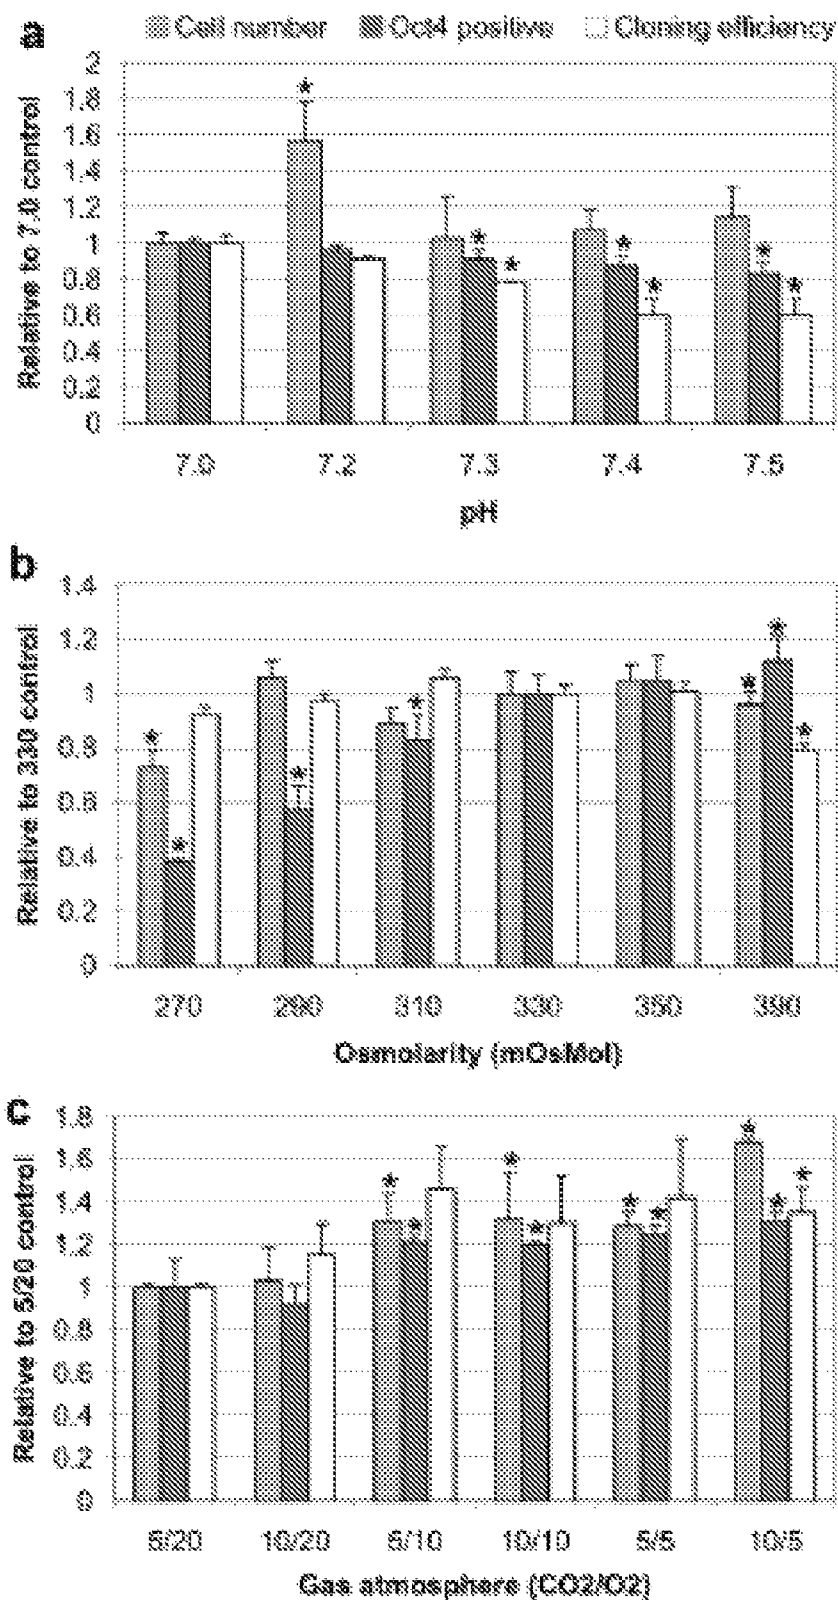 a
Cell number Oct4 positive Cloning efficiency
Relative to 7.0 control
2
1.8
1.6
1.4
1.2
1
0.8
0.6
0.4
0.2
0
* * * * * * *
7.0 7.2 7.3 7.4 7.5
pH
b
Relative to 330 control
1.4
1.2
1
0.8
0.6
0.4
0.2
0
* * * * * * *
270 290 310 330 350 390
Osmolarity (mOsMol)
c
Relative to 5/20 control
1.8
1.6
1.4
1.2
1
0.8
0.6
0.4
0.2
0
* * * * * * * * *
5/20 10/20 5/10 10/10 5/5 10/5
Gas atmosphere (CO2/O2)